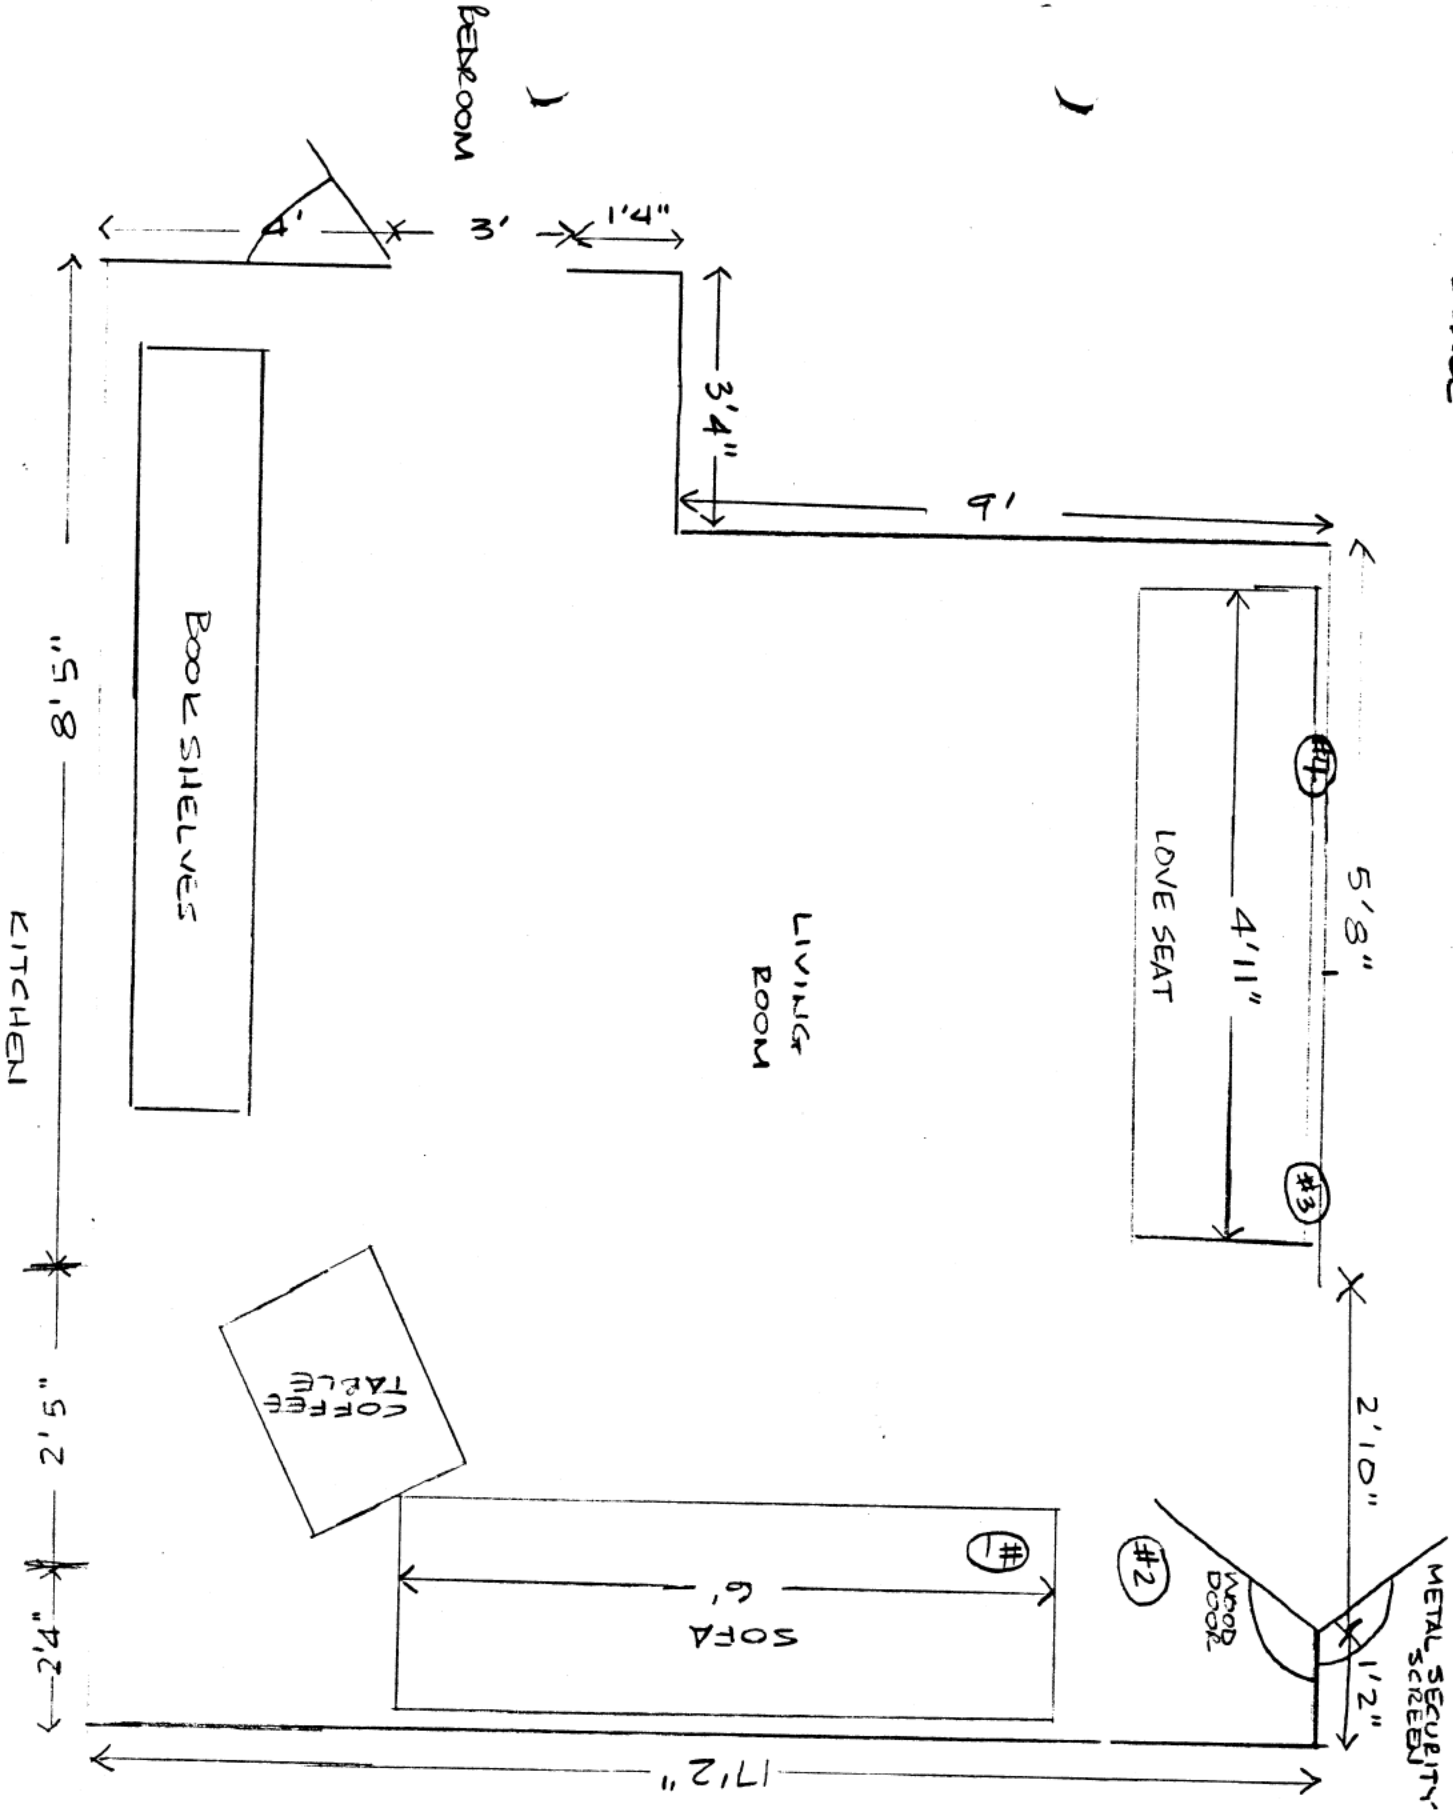 BEDROOM
4'
3'
1'4"
3'4"
9'
5'8"
#4
4'11"
LOVE SEAT
#3
LIVING
ROOM
BOOK SHELVES
8'5"
KITCHEN
2'5"
2'4"
COFFEE
TABLE
#1
6'
SOFA
#2
WOOD
DOOR
2'10"
1'2"
METAL SECURITY
SCREEN
17'2"